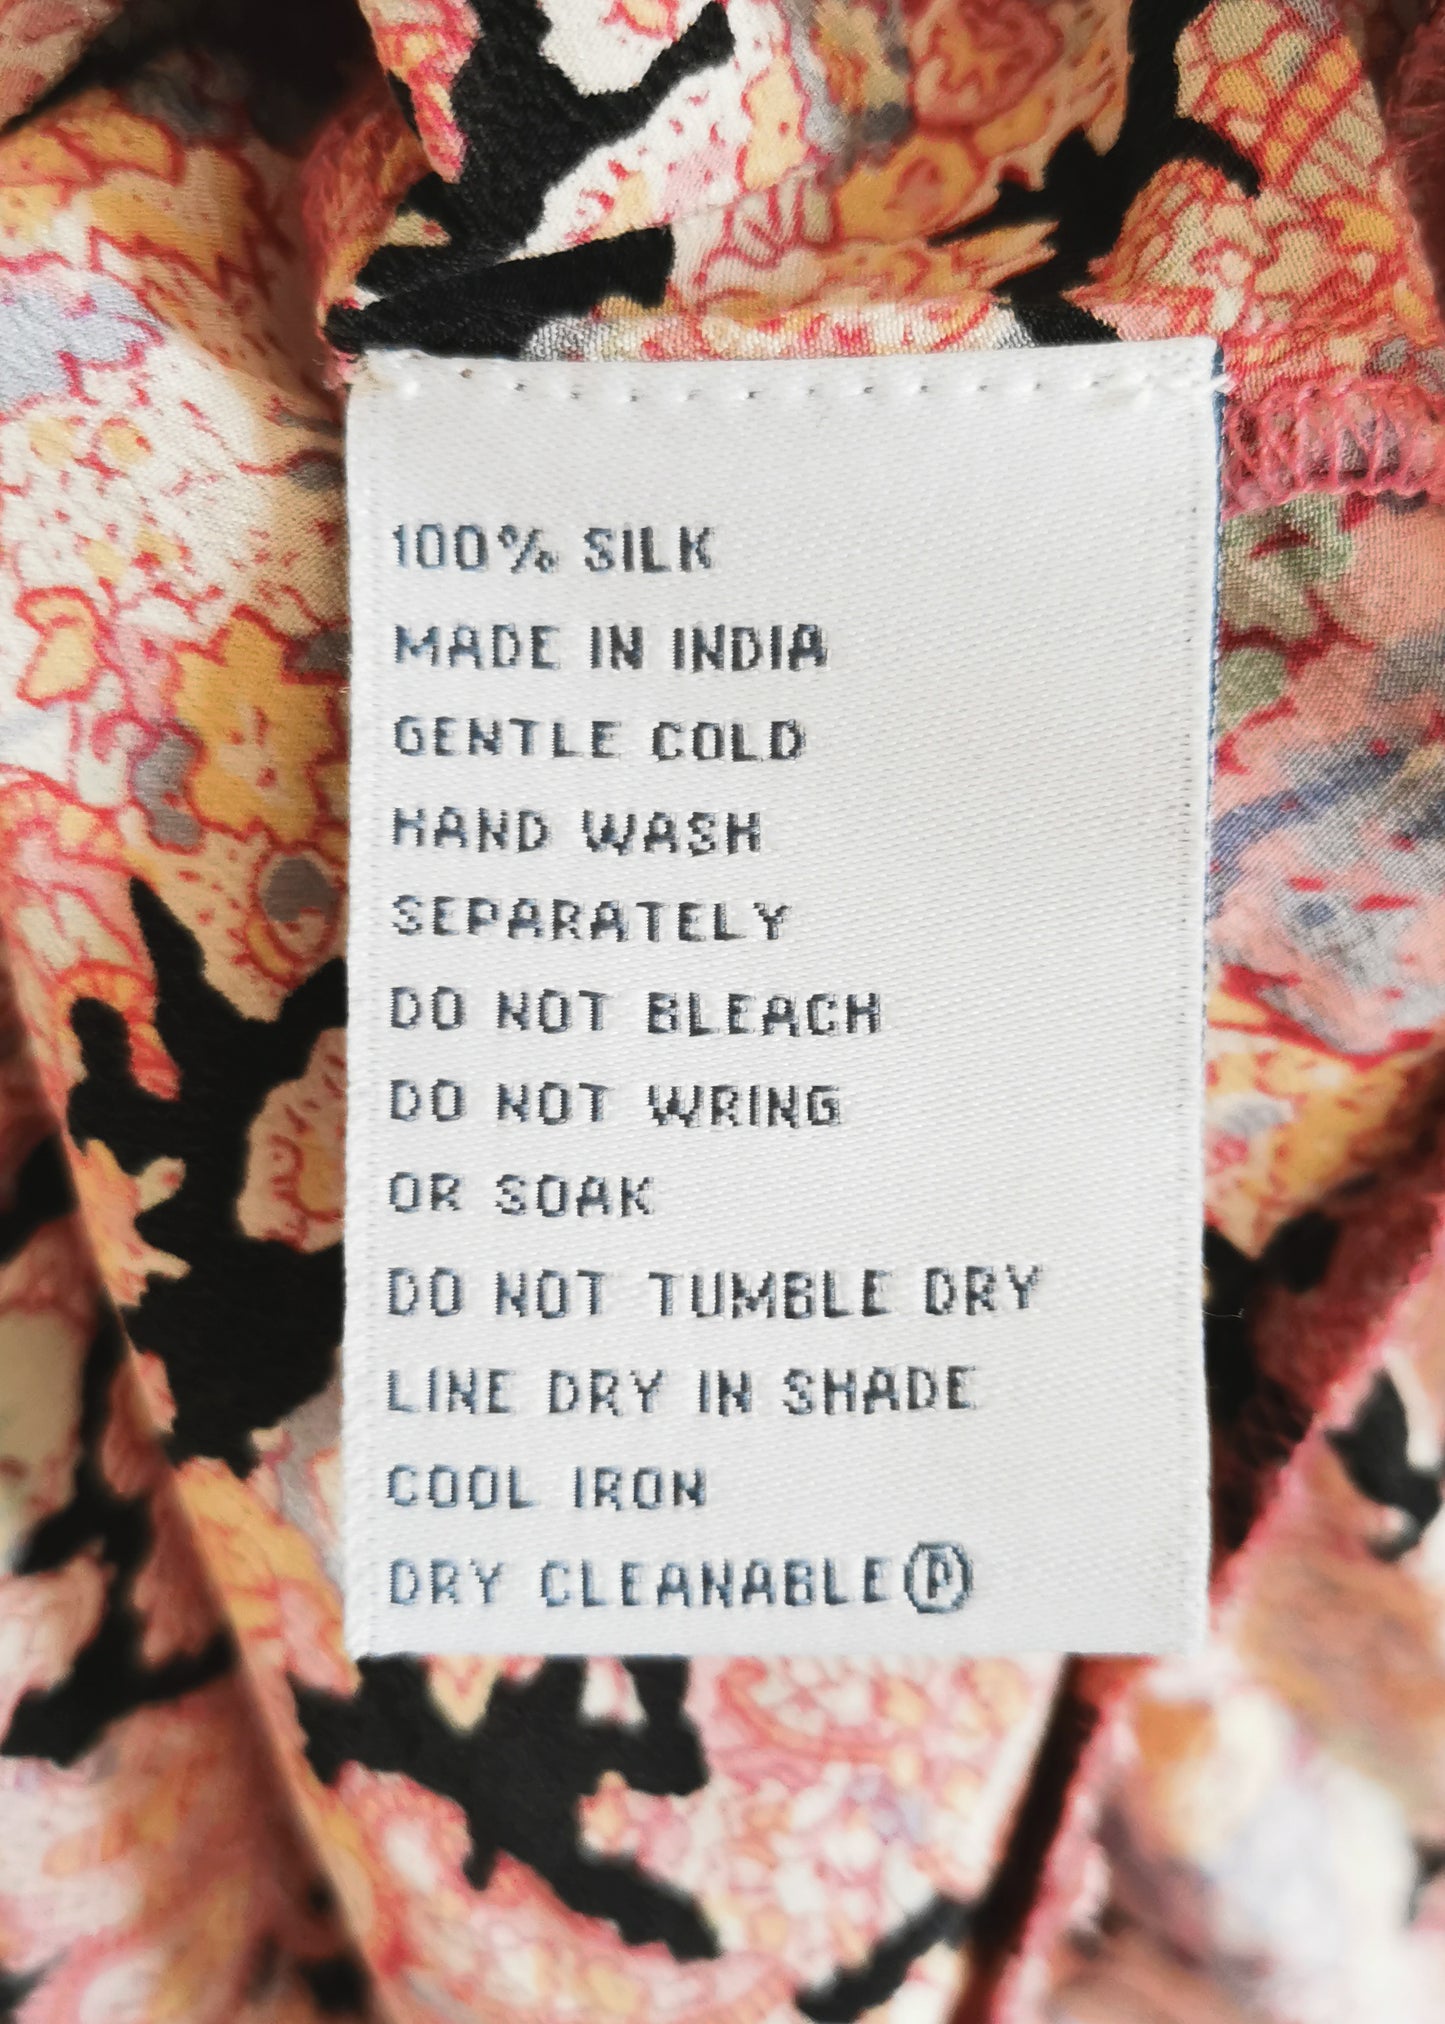 100% SILK
MADE IN INDIA
GENTLE COLD
HAND WASH
SEPARATELY
DO NOT BLEACH
DO NOT WRING
OR SOAK
DO NOT TUMBLE DRY
LINE DRY IN SHADE
COOL IRON
DRY CLEANABLE Ⓟ